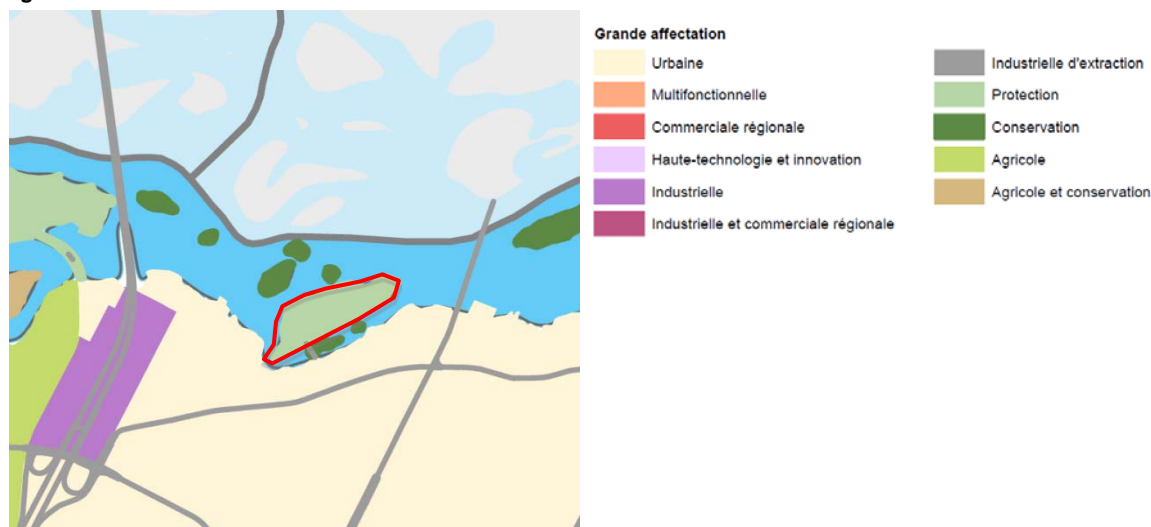 Grande affectation
Urbaine
Multifonctionnelle
Commerciale régionale
Haute-technologie et innovation
Industrielle
Industrielle et commerciale régionale
Industrielle d'extraction
Protection
Conservation
Agricole
Agricole et conservation